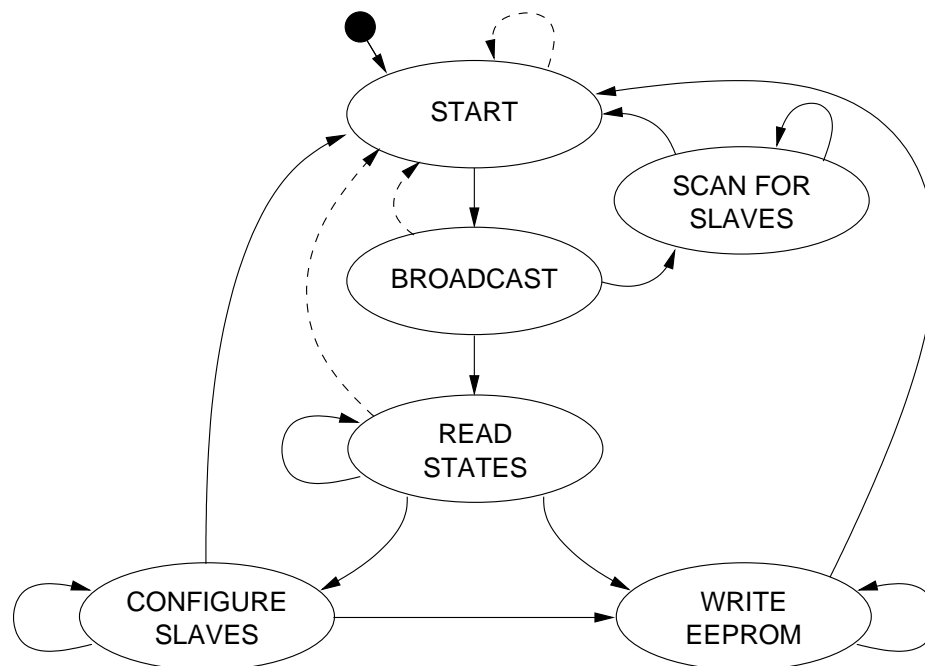 START
SCAN FOR
SLAVES
BROADCAST
READ
STATES
CONFIGURE
SLAVES
WRITE
EEPROM